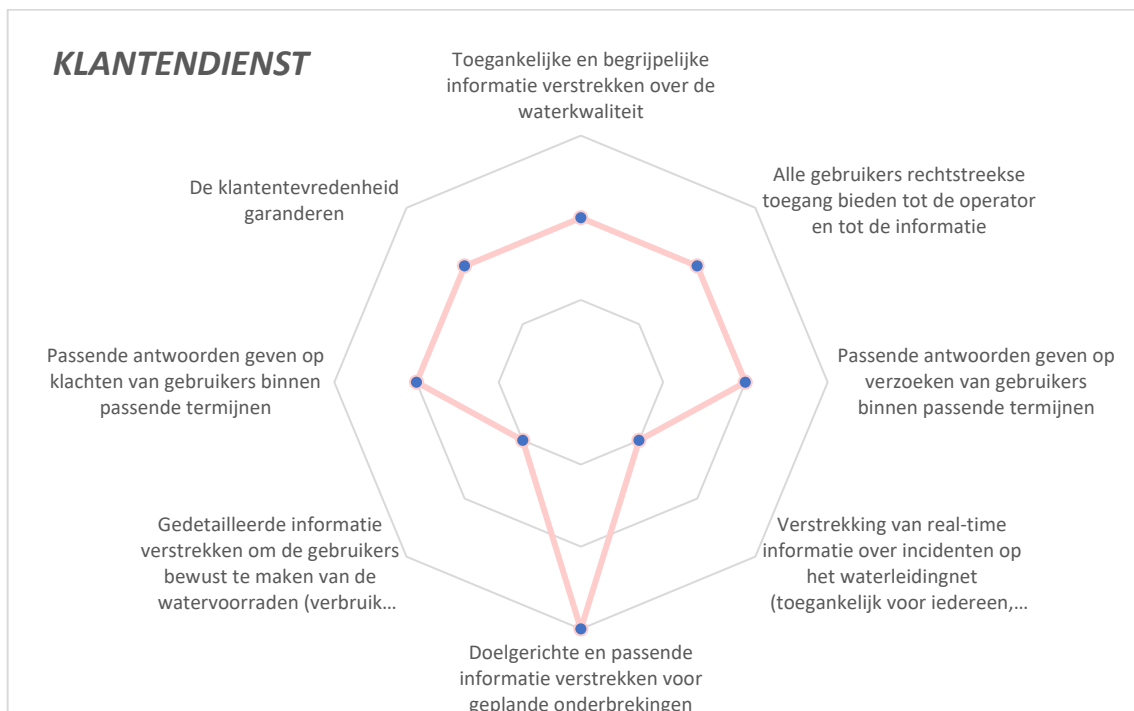 KLANTENDIENST
Toegankelijke en begrijpelijke
informatie verstrekken over de
waterkwaliteit
Alle gebruikers rechtstreekse
toegang bieden tot de operator
en tot de informatie
Passende antwoorden geven op
verzoeken van gebruikers
binnen passende termijnen
Verstrekking van real-time
informatie over incidenten op
het waterleidingnet
(toegankelijk voor iedereen,...
Doelgerichte en passende
informatie verstrekken voor
geplande onderbrekingen
Gedetailleerde informatie
verstrekken om de gebruikers
bewust te maken van de
watervoorraden (verbruik...
Passende antwoorden geven op
klachten van gebruikers binnen
passende termijnen
De klantentevredenheid
garanderen